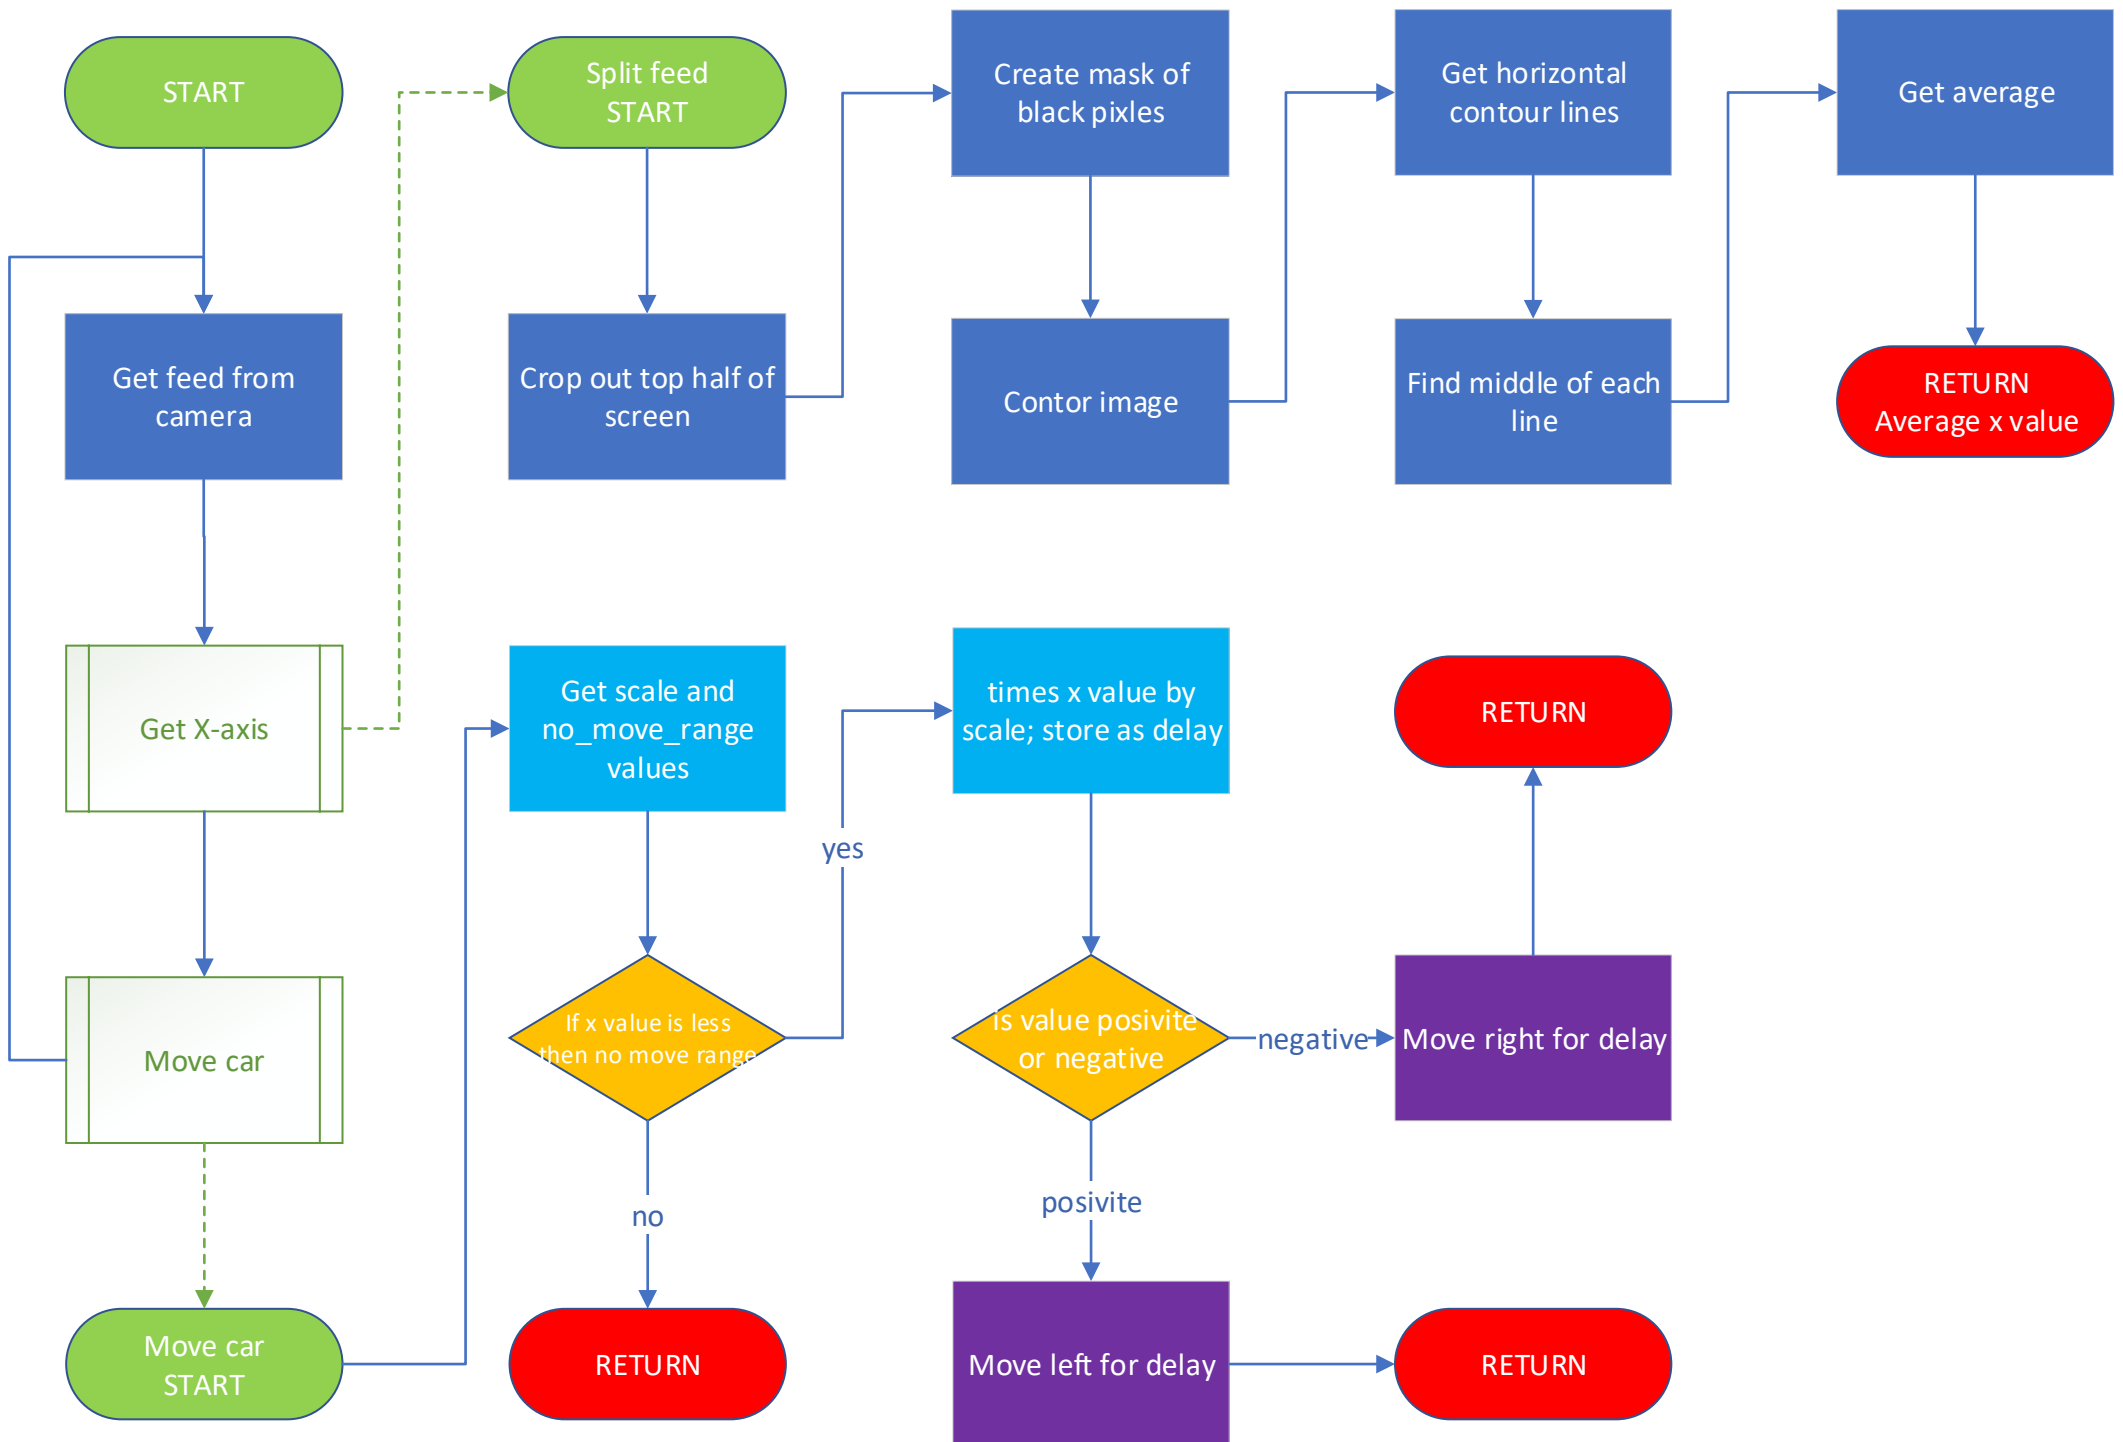 START
Split feed
START
Create mask of
black pixles
Get horizontal
contour lines
Get average
Get feed from
camera
Crop out top half of
screen
Contor image
Find middle of each
line
RETURN
Average x value
Get X-axis
Get scale and
no_move_range
values
times x value by
scale; store as delay
RETURN
yes
Move car
If x value is less
then no move range
is value posivite
or negative
negative
Move right for delay
no
posivite
Move car
START
RETURN
Move left for delay
RETURN